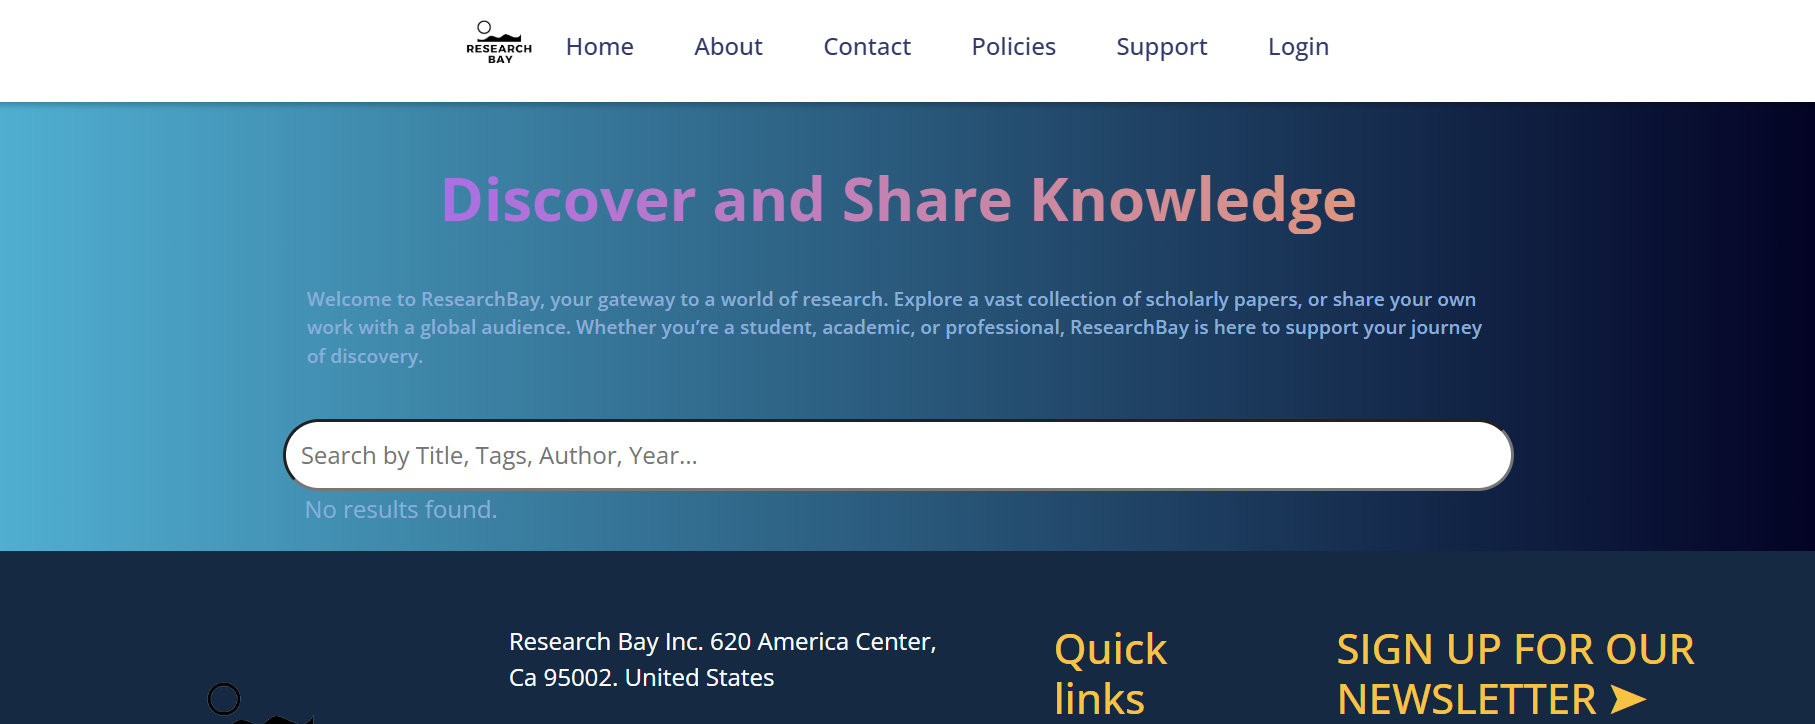 RESEARCH
BAY
Home About Contact Policies Support Login
Discover and Share Knowledge
Welcome to ResearchBay, your gateway to a world of research. Explore a vast collection of scholarly papers, or share your own
work with a global audience. Whether you’re a student, academic, or professional, ResearchBay is here to support your journey
of discovery.
Search by Title, Tags, Author, Year...
No results found.
Research Bay Inc. 620 America Center,
Ca 95002. United States
Quick
links
SIGN UP FOR OUR
NEWSLETTER ➤